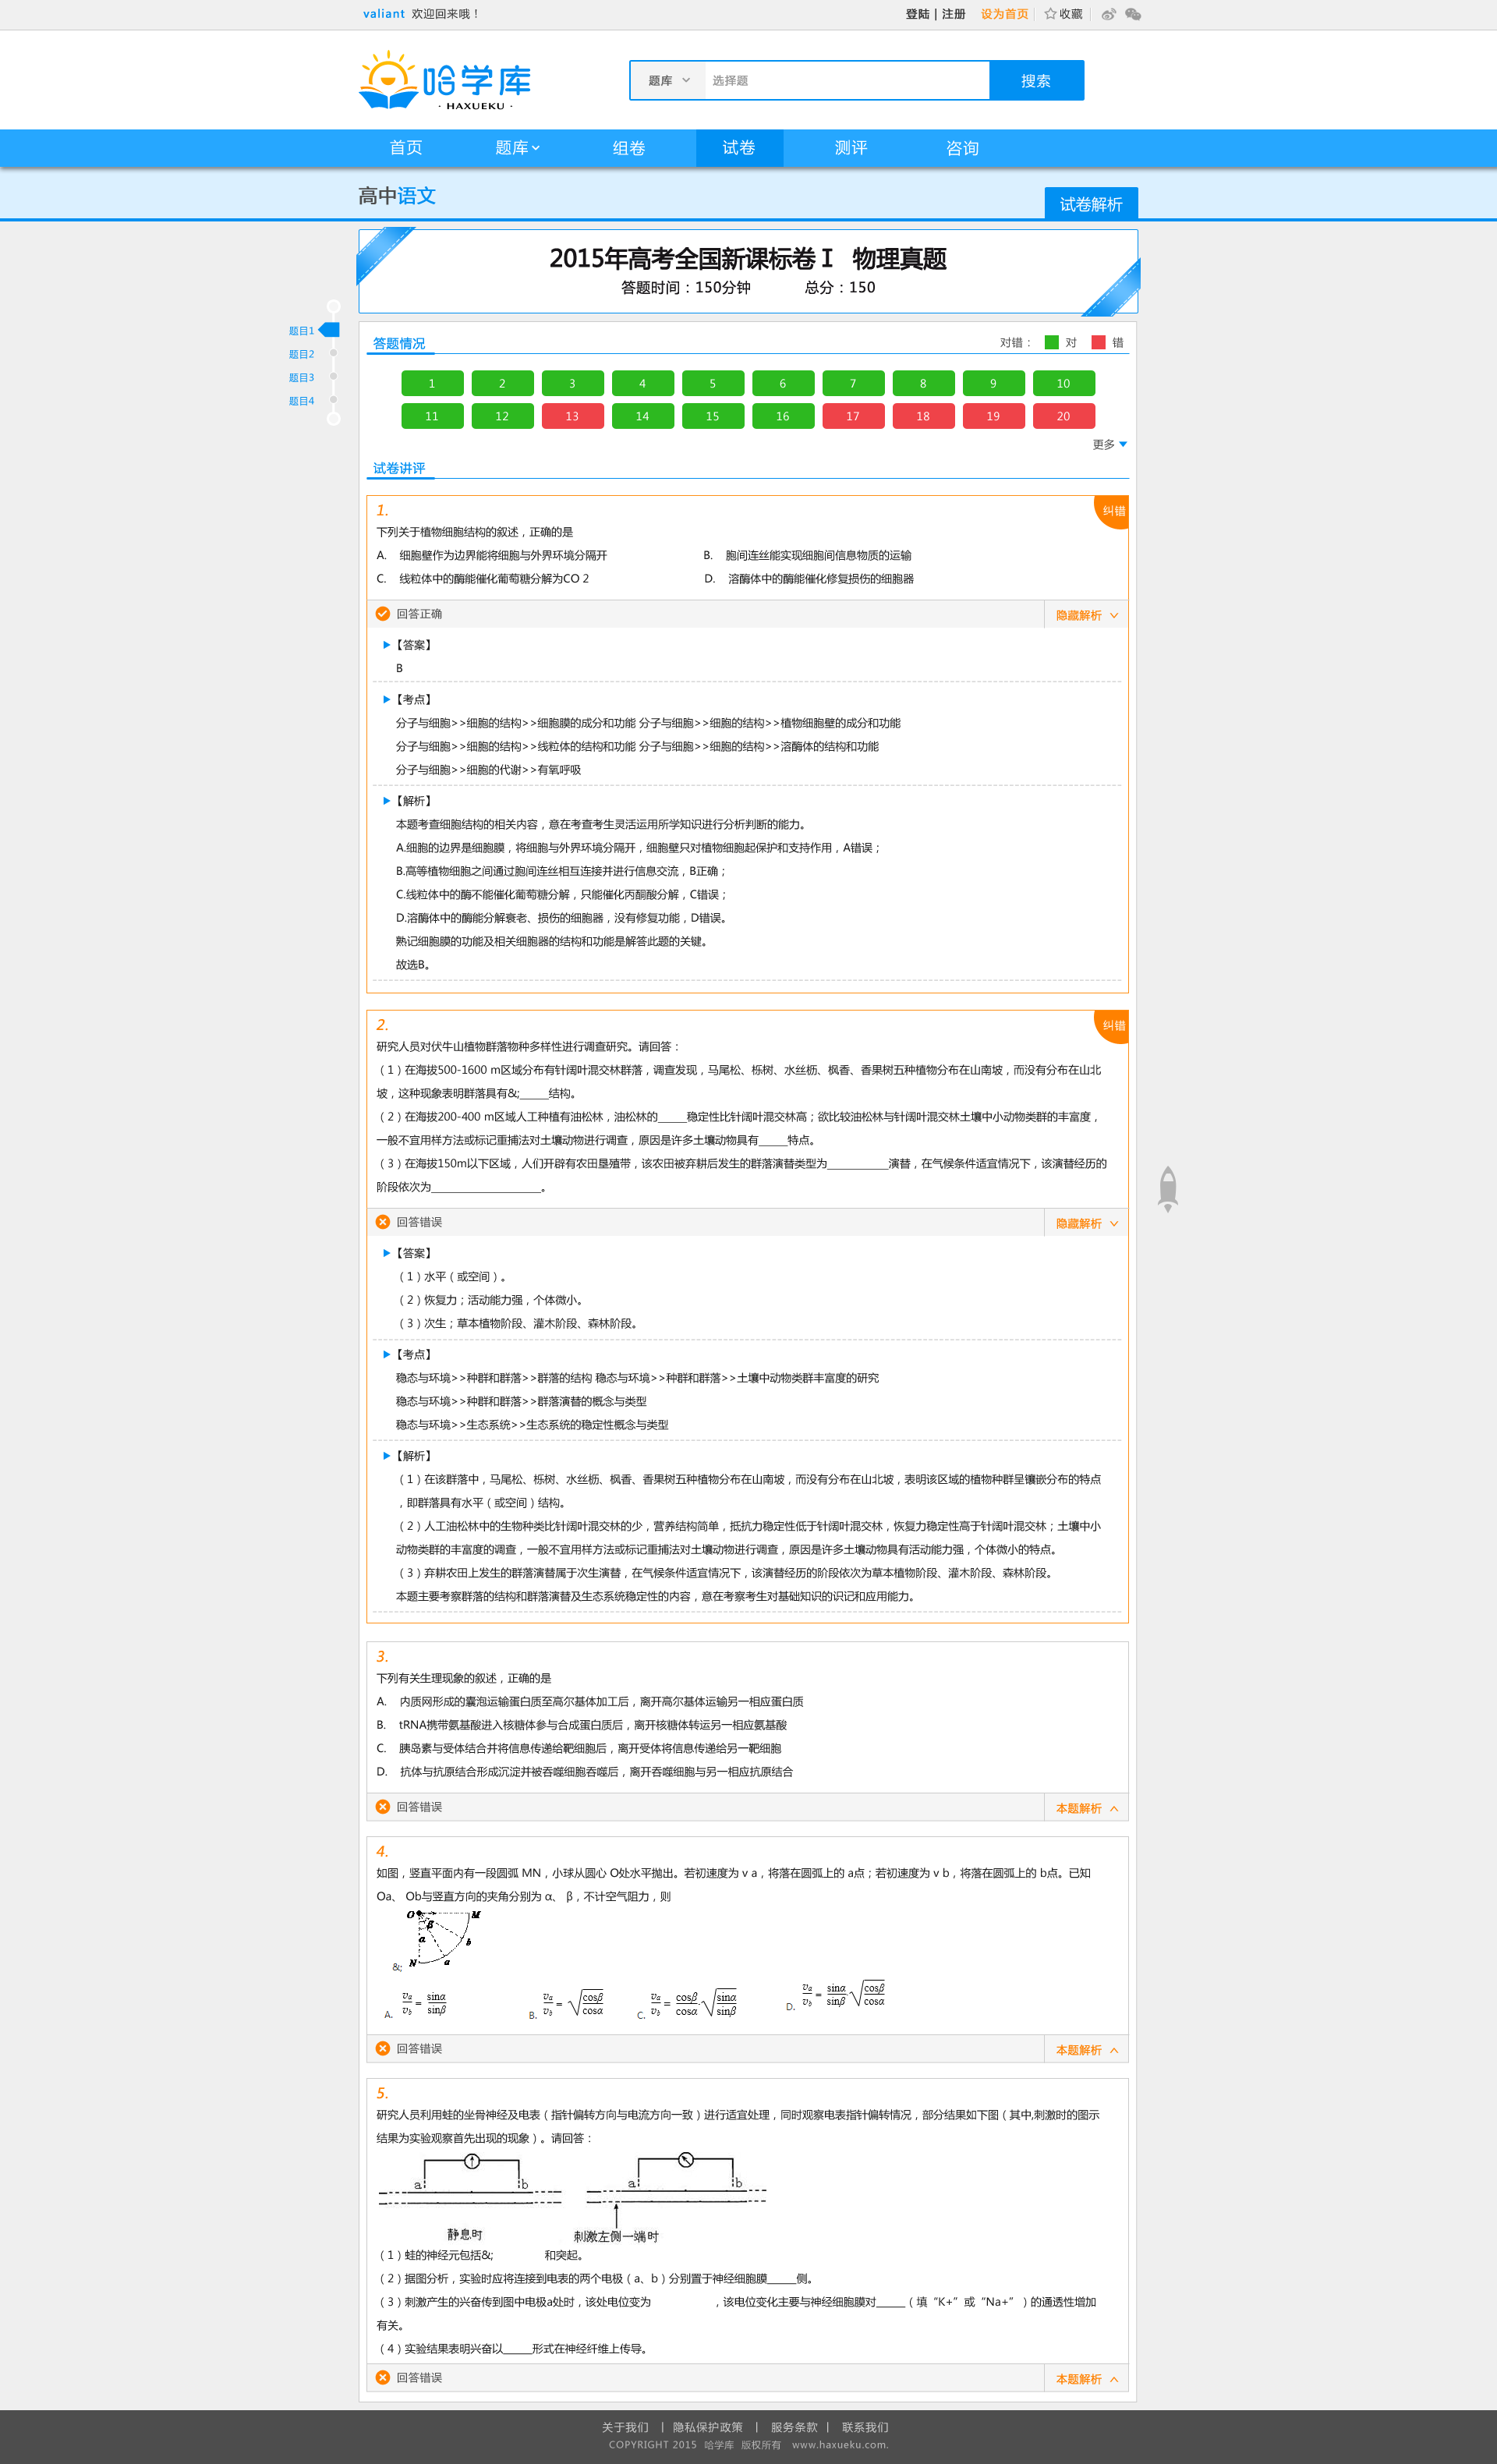 valiant 欢迎回来哦！
登陆 | 注册 设为首页 收藏
哈学库
· HAXUEKU ·
题库 选择题 搜索
首页 题库 组卷 试卷 测评 咨询
高中语文 试卷解析
2015年高考全国新课标卷 I 物理真题
答题时间：150分钟 总分：150
题目1
题目2
题目3
题目4
答题情况 对错： 对 错
1 2 3 4 5 6 7 8 9 10
11 12 13 14 15 16 17 18 19 20
更多
试卷讲评
1. 纠错
下列关于植物细胞结构的叙述，正确的是
A. 细胞壁作为边界能将细胞与外界环境分隔开 B. 胞间连丝能实现细胞间信息物质的运输
C. 线粒体中的酶能催化葡萄糖分解为CO 2 D. 溶酶体中的酶能催化修复损伤的细胞器
回答正确 隐藏解析
【答案】
B
【考点】
分子与细胞>>细胞的结构>>细胞膜的成分和功能 分子与细胞>>细胞的结构>>植物细胞壁的成分和功能
分子与细胞>>细胞的结构>>线粒体的结构和功能 分子与细胞>>细胞的结构>>溶酶体的结构和功能
分子与细胞>>细胞的代谢>>有氧呼吸
【解析】
本题考查细胞结构的相关内容，意在考查考生灵活运用所学知识进行分析判断的能力。
A.细胞的边界是细胞膜，将细胞与外界环境分隔开，细胞壁只对植物细胞起保护和支持作用，A错误；
B.高等植物细胞之间通过胞间连丝相互连接并进行信息交流，B正确；
C.线粒体中的酶不能催化葡萄糖分解，只能催化丙酮酸分解，C错误；
D.溶酶体中的酶能分解衰老、损伤的细胞器，没有修复功能，D错误。
熟记细胞膜的功能及相关细胞器的结构和功能是解答此题的关键。
故选B。
2. 纠错
研究人员对伏牛山植物群落物种多样性进行调查研究。请回答：
（1）在海拔500-1600 m区域分布有针阔叶混交林群落，调查发现，马尾松、栎树、水丝枥、枫香、香果树五种植物分布在山南坡，而没有分布在山北
坡，这种现象表明群落具有&;_____结构。
（2）在海拔200-400 m区域人工种植有油松林，油松林的_____稳定性比针阔叶混交林高；欲比较油松林与针阔叶混交林土壤中小动物类群的丰富度，
一般不宜用样方法或标记重捕法对土壤动物进行调查，原因是许多土壤动物具有_____特点。
（3）在海拔150m以下区域，人们开辟有农田垦殖带，该农田被弃耕后发生的群落演替类型为__________演替，在气候条件适宜情况下，该演替经历的
阶段依次为__________________。
回答错误 隐藏解析
【答案】
（1）水平（或空间）。
（2）恢复力；活动能力强，个体微小。
（3）次生；草本植物阶段、灌木阶段、森林阶段。
【考点】
稳态与环境>>种群和群落>>群落的结构 稳态与环境>>种群和群落>>土壤中动物类群丰富度的研究
稳态与环境>>种群和群落>>群落演替的概念与类型
稳态与环境>>生态系统>>生态系统的稳定性概念与类型
【解析】
（1）在该群落中，马尾松、栎树、水丝枥、枫香、香果树五种植物分布在山南坡，而没有分布在山北坡，表明该区域的植物种群呈镶嵌分布的特点
，即群落具有水平（或空间）结构。
（2）人工油松林中的生物种类比针阔叶混交林的少，营养结构简单，抵抗力稳定性低于针阔叶混交林，恢复力稳定性高于针阔叶混交林；土壤中小
动物类群的丰富度的调查，一般不宜用样方法或标记重捕法对土壤动物进行调查，原因是许多土壤动物具有活动能力强，个体微小的特点。
（3）弃耕农田上发生的群落演替属于次生演替，在气候条件适宜情况下，该演替经历的阶段依次为草本植物阶段、灌木阶段、森林阶段。
本题主要考察群落的结构和群落演替及生态系统稳定性的内容，意在考察考生对基础知识的识记和应用能力。
3.
下列有关生理现象的叙述，正确的是
A. 内质网形成的囊泡运输蛋白质至高尔基体加工后，离开高尔基体运输另一相应蛋白质
B. tRNA携带氨基酸进入核糖体参与合成蛋白质后，离开核糖体转运另一相应氨基酸
C. 胰岛素与受体结合并将信息传递给靶细胞后，离开受体将信息传递给另一靶细胞
D. 抗体与抗原结合形成沉淀并被吞噬细胞吞噬后，离开吞噬细胞与另一相应抗原结合
回答错误 本题解析
4.
如图，竖直平面内有一段圆弧 MN，小球从圆心 O处水平抛出。若初速度为 v a，将落在圆弧上的 a点；若初速度为 v b，将落在圆弧上的 b点。已知
Oa、 Ob与竖直方向的夹角分别为 α、 β，不计空气阻力，则
O M β α b a N
&;
A. υa/υb = sinα/sinβ B. υa/υb = √(cosβ/cosα) C. υa/υb = cosβ/cosα·√(sinα/sinβ) D. υa/υb = sinα/sinβ·√(cosβ/cosα)
回答错误 本题解析
5.
研究人员利用蛙的坐骨神经及电表（指针偏转方向与电流方向一致）进行适宜处理，同时观察电表指针偏转情况，部分结果如下图（其中,刺激时的图示
结果为实验观察首先出现的现象）。请回答：
a b a b
静息时 刺激左侧一端时
（1）蛙的神经元包括&; 和突起。
（2）据图分析，实验时应将连接到电表的两个电极（a、b）分别置于神经细胞膜_____侧。
（3）刺激产生的兴奋传到图中电极a处时，该处电位变为 ，该电位变化主要与神经细胞膜对_____（填“K+”或“Na+” ）的通透性增加
有关。
（4）实验结果表明兴奋以_____形式在神经纤维上传导。
回答错误 本题解析
关于我们 | 隐私保护政策 | 服务条款 | 联系我们
COPYRIGHT 2015 哈学库 版权所有 www.haxueku.com.